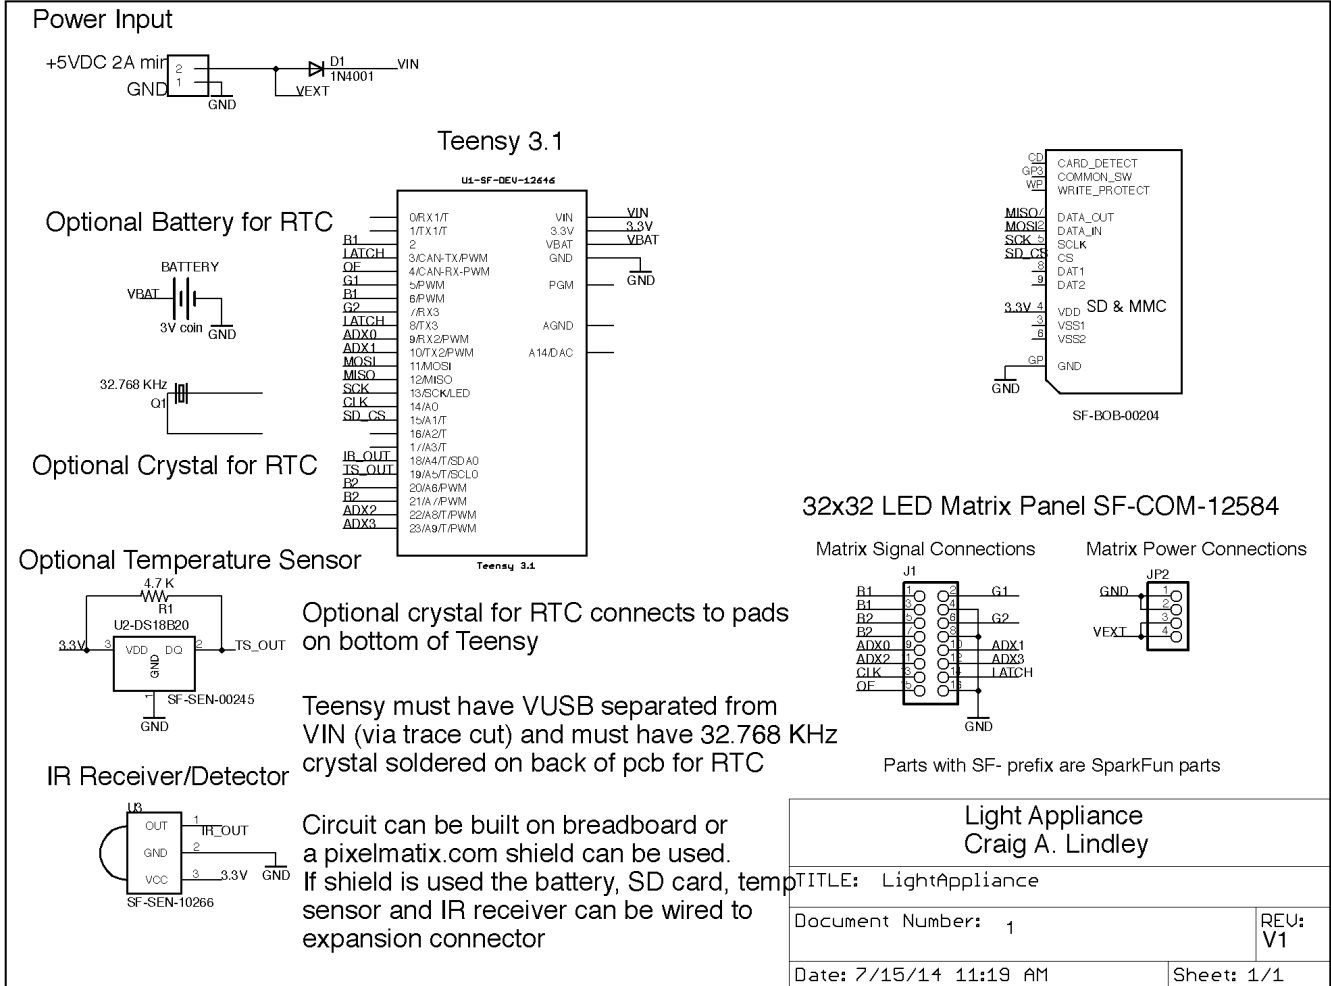 Power Input
+5VDC 2A min
2
1
GND
GND
D1
1N4001
VIN
VEXT
Teensy 3.1
U1-SF-DEV-12646
Optional Battery for RTC
BATTERY
VBAT
3V coin
GND
32.768 KHz
Q1
Optional Crystal for RTC
0/RX1/T
1/TX1/T
2
3/CAN-TX/PWM
4/CAN-RX-PWM
5/PWM
6/PWM
7/RX3
8/TX3
9/RX2/PWM
10/TX2/PWM
11/MOSI
12/MISO
13/SCK/LED
14/A0
15/A1/T
16/A2/T
17/A3/T
18/A4/T/SDA0
19/A5/T/SCL0
20/A6/PWM
21/A7/PWM
22/A8/T/PWM
23/A9/T/PWM
LATCH
OE
G1
B1
G2
LATCH
ADX0
ADX1
MOSI
MISO
SCK
CLK
SD_CS
IR_OUT
TS_OUT
ADX2
ADX3
VIN
3.3V
VBAT
GND
PGM
AGND
A14/DAC
VIN
3.3V
VBAT
GND
Teensy 3.1
CD
GP3
WP
CARD_DETECT
COMMON_SW
WRITE_PROTECT
MISO 7 DATA_OUT
MOSI 2 DATA_IN
SCK 5 SCLK
SD_CS CS
8 DAT1
9 DAT2
SD & MMC
3.3V 4 VDD
3 VSS1
6 VSS2
GP GND
GND
SF-BOB-00204
32x32 LED Matrix Panel SF-COM-12584
Matrix Signal Connections
J1
G1
G2
ADX0
ADX1
ADX2
ADX3
CLK
LATCH
OE
GND
Matrix Power Connections
JP2
GND
VEXT
1
2
3
4
Parts with SF- prefix are SparkFun parts
Optional Temperature Sensor
4.7 K
R1
U2-DS18B20
3.3V 3 VDD DQ 2 TS_OUT
GND
1
SF-SEN-00245
GND
Optional crystal for RTC connects to pads
on bottom of Teensy
Teensy must have VUSB separated from
VIN (via trace cut) and must have 32.768 KHz
crystal soldered on back of pcb for RTC
IR Receiver/Detector
U3
OUT 1 IR_OUT
GND 2
VCC 3 3.3V GND
SF-SEN-10266
Circuit can be built on breadboard or
a pixelmatix.com shield can be used.
If shield is used the battery, SD card, temp
sensor and IR receiver can be wired to
expansion connector
Light Appliance
Craig A. Lindley
TITLE: LightAppliance
Document Number: 1
REV:
V1
Date: 7/15/14 11:19 AM
Sheet: 1/1